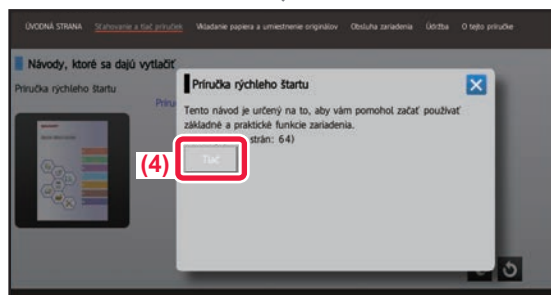 ÚVODNÁ STRANA Sťahovanie a tlač príručiek Vkladanie papiera a umiestnenie originálov Obsluha zariadenia Údržba O tejto príručke
Návody, ktoré sa dajú vytlačiť
Príručka rýchleho štartu
Príručka rýchleho štartu
Tento návod je určený na to, aby vám pomohol začať používať
základné a praktické funkcie zariadenia.
strán: 64)
(4)
Tlač